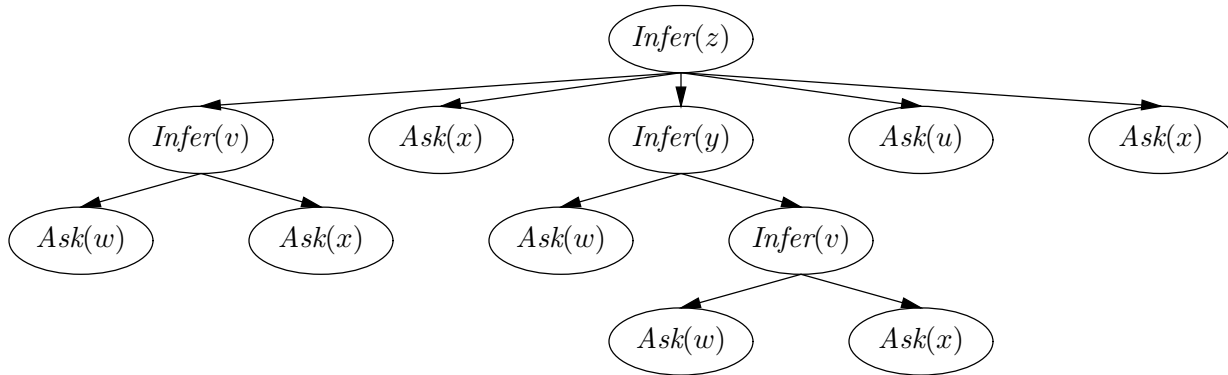 Infer(z)
Infer(v) Ask(x) Infer(y) Ask(u) Ask(x)
Ask(w) Ask(x) Ask(w) Infer(v)
Ask(w) Ask(x)